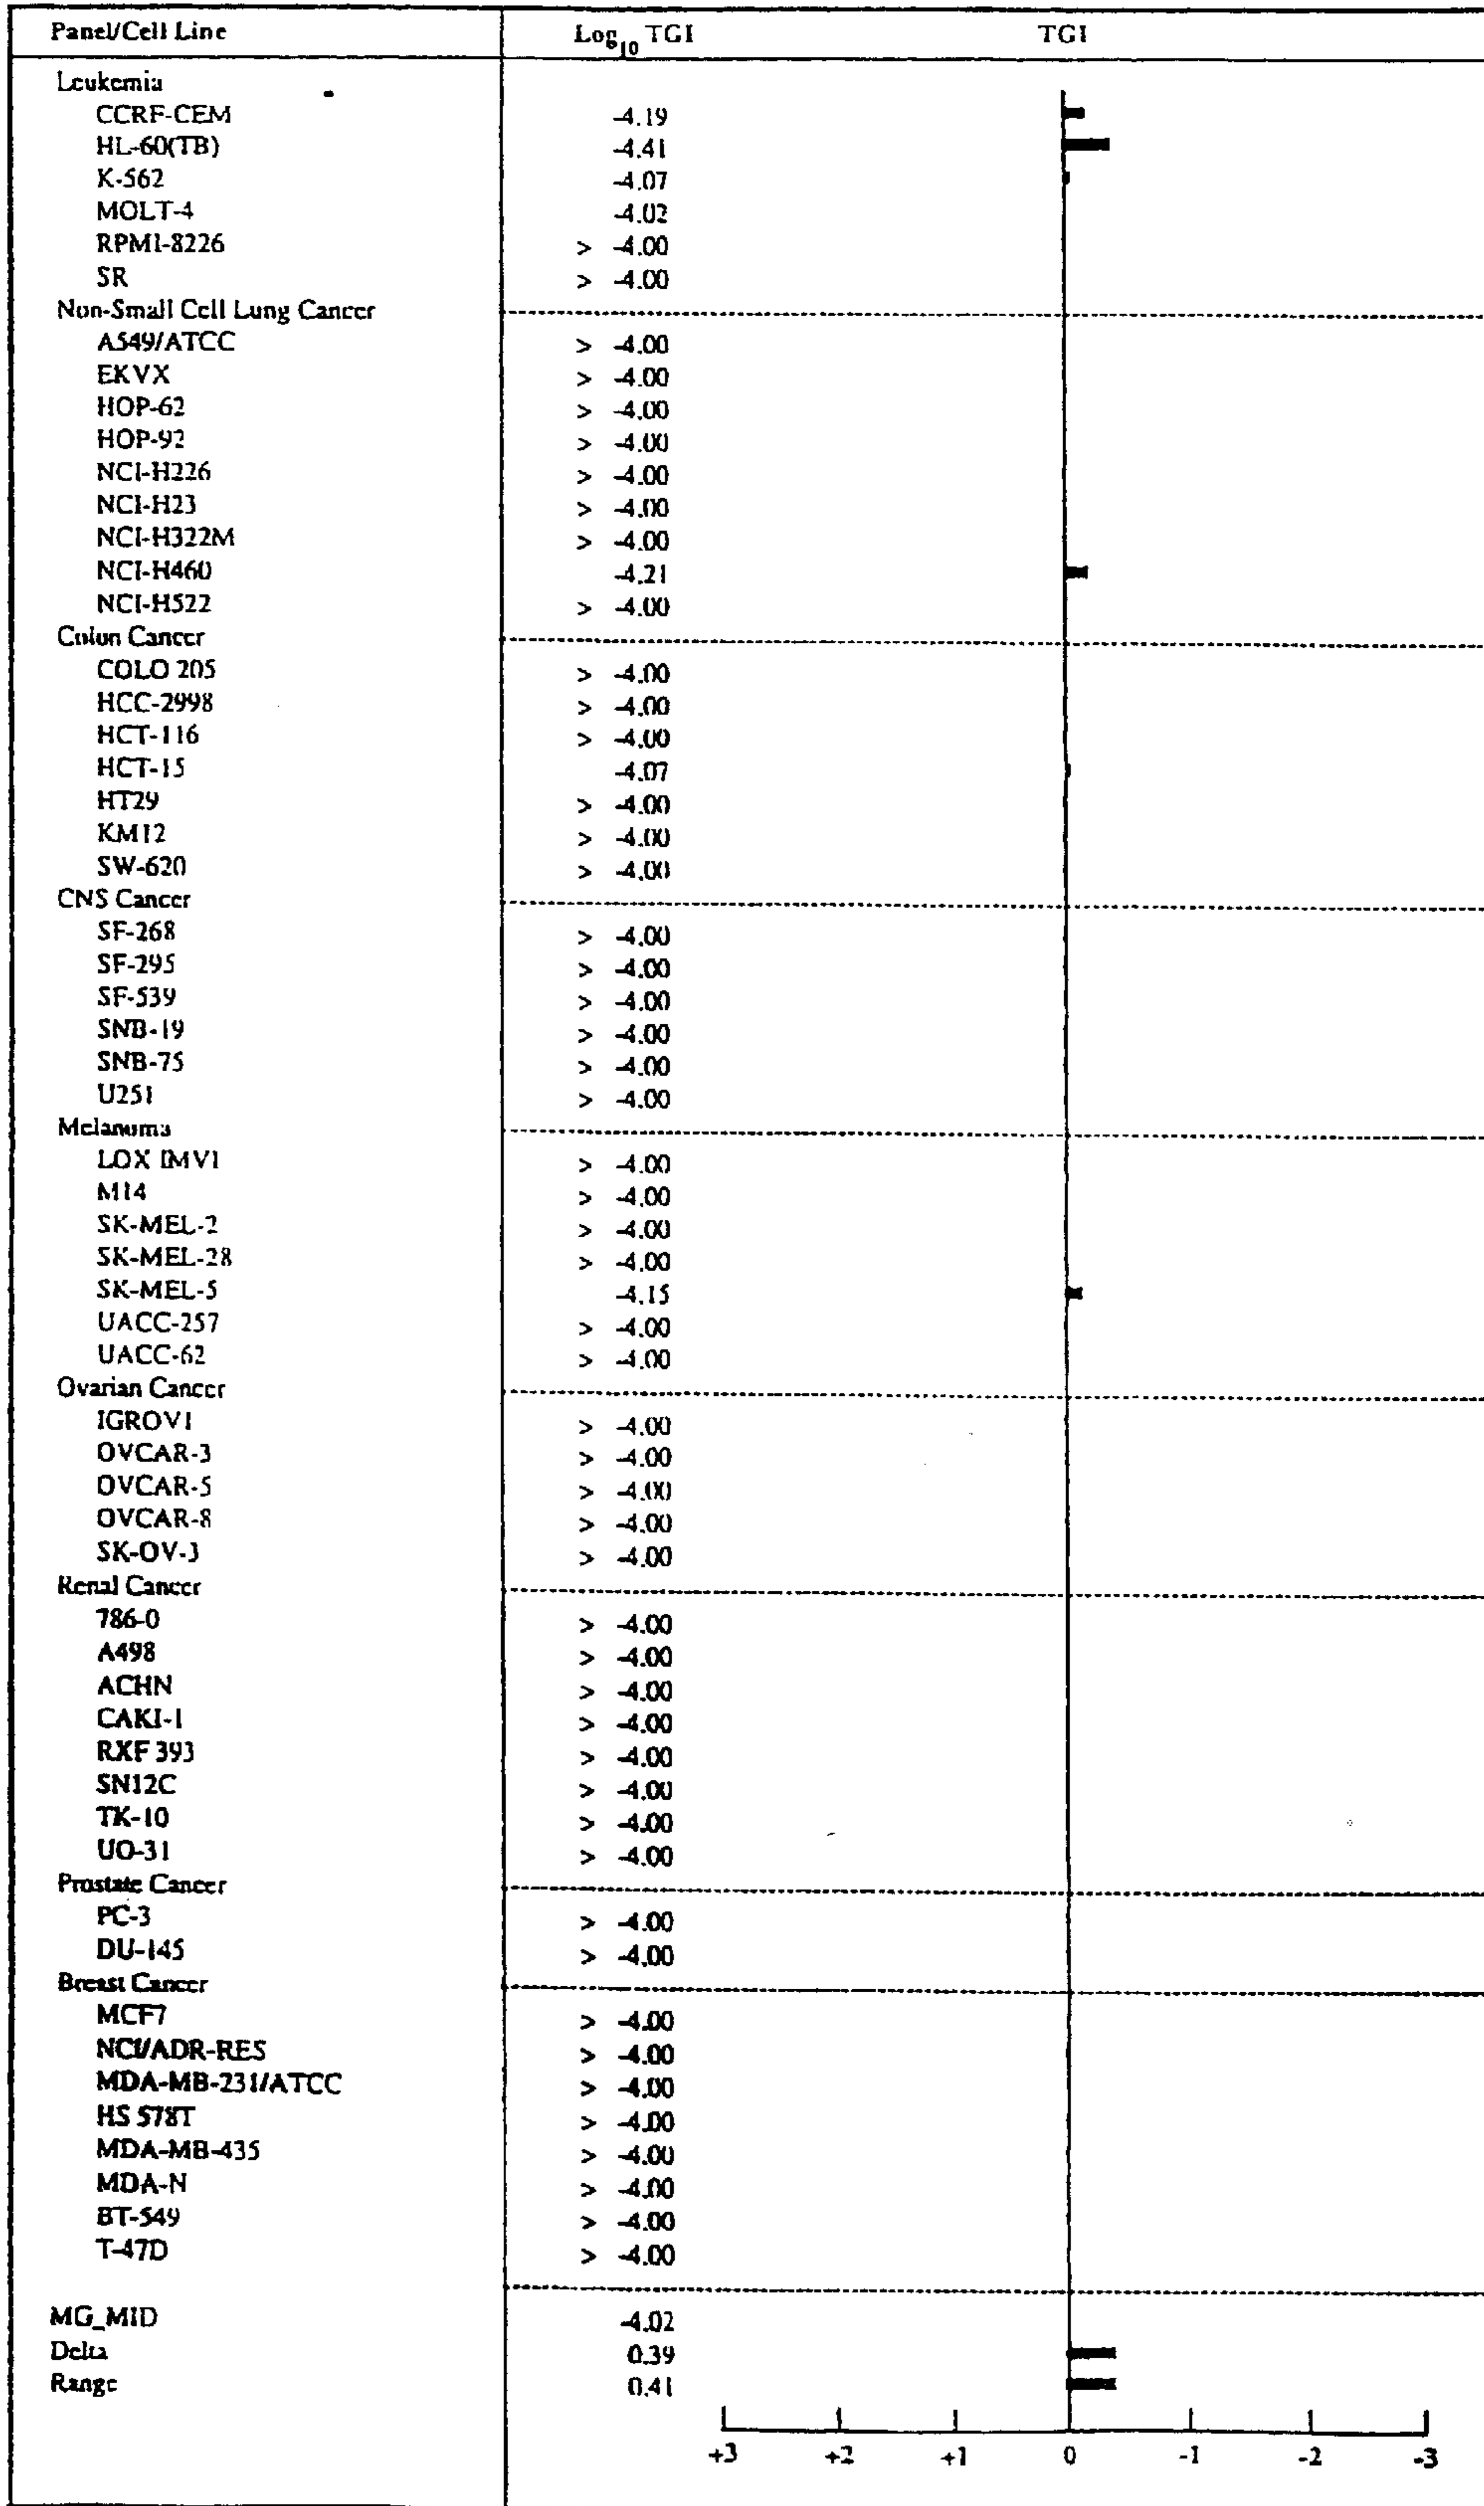 Panel/Cell Line Log10 TGI TGI
Leukemia
CCRF-CEM -4.19
HL-60(TB) -4.41
K-562 -4.07
MOLT-4 -4.02
RPMI-8226 > -4.00
SR > -4.00
Non-Small Cell Lung Cancer
A549/ATCC > -4.00
EKVX > -4.00
HOP-62 > -4.00
HOP-92 > -4.00
NCI-H226 > -4.00
NCI-H23 > -4.00
NCI-H322M > -4.00
NCI-H460 -4.21
NCI-H522 > -4.00
Colon Cancer
COLO 205 > -4.00
HCC-2998 > -4.00
HCT-116 > -4.00
HCT-15 -4.07
HT29 > -4.00
KM12 > -4.00
SW-620 > -4.00
CNS Cancer
SF-268 > -4.00
SF-295 > -4.00
SF-539 > -4.00
SNB-19 > -4.00
SNB-75 > -4.00
U251 > -4.00
Melanoma
LOX IMVI > -4.00
M14 > -4.00
SK-MEL-2 > -4.00
SK-MEL-28 > -4.00
SK-MEL-5 -4.15
UACC-257 > -4.00
UACC-62 > -4.00
Ovarian Cancer
IGROV1 > -4.00
OVCAR-3 > -4.00
OVCAR-5 > -4.00
OVCAR-8 > -4.00
SK-OV-3 > -4.00
Renal Cancer
786-0 > -4.00
A498 > -4.00
ACHN > -4.00
CAKI-1 > -4.00
RXF 393 > -4.00
SN12C > -4.00
TK-10 > -4.00
UO-31 > -4.00
Prostate Cancer
PC-3 > -4.00
DU-145 > -4.00
Breast Cancer
MCF7 > -4.00
NCI/ADR-RES > -4.00
MDA-MB-231/ATCC > -4.00
HS 578T > -4.00
MDA-MB-435 > -4.00
MDA-N > -4.00
BT-549 > -4.00
T-47D > -4.00
MG_MID -4.02
Delta 0.39
Range 0.41
+3 +2 +1 0 -1 -2 -3